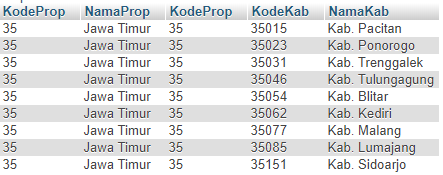 KodeProp NamaProp KodeProp KodeKab NamaKab
35 Jawa Timur 35 35015 Kab. Pacitan
35 Jawa Timur 35 35023 Kab. Ponorogo
35 Jawa Timur 35 35031 Kab. Trenggalek
35 Jawa Timur 35 35046 Kab. Tulungagung
35 Jawa Timur 35 35054 Kab. Blitar
35 Jawa Timur 35 35062 Kab. Kediri
35 Jawa Timur 35 35077 Kab. Malang
35 Jawa Timur 35 35085 Kab. Lumajang
35 Jawa Timur 35 35151 Kab. Sidoarjo